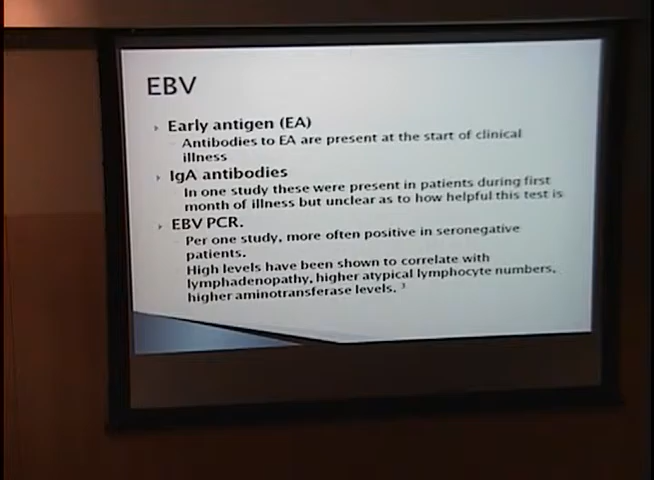 EBV
Early antigen (EA)
Antibodies to EA are present at the start of clinical
illness
IgA antibodies
In one study these were present in patients during first
month of illness but unclear as to how helpful this test is
EBV PCR.
Per one study, more often positive in seronegative
patients.
High levels have been shown to correlate with
lymphadenopathy, higher atypical lymphocyte numbers,
higher aminotransferase levels. 3